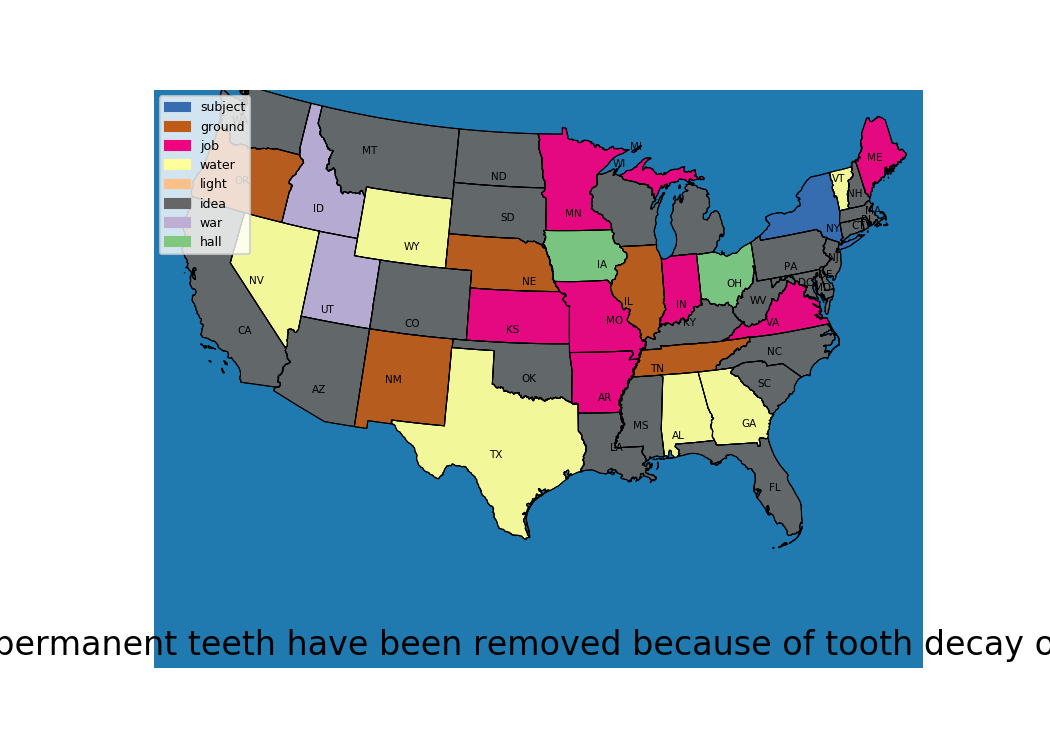 subject
ground
job
water
light
idea
war
hall
MT
ND
MI
WI
ME
VT
NH
MA
RI
CT
OR
ID
SD
MN
NY
WY
IA
PA
NJ
NV
NE
OH
DE
DC
MD
UT
IL
IN
WV
CO
KS
MO
KY
VA
CA
NC
NM
OK
TN
AZ
SC
AR
MS
AL
GA
LA
TX
FL
permanent teeth have been removed because of tooth decay o